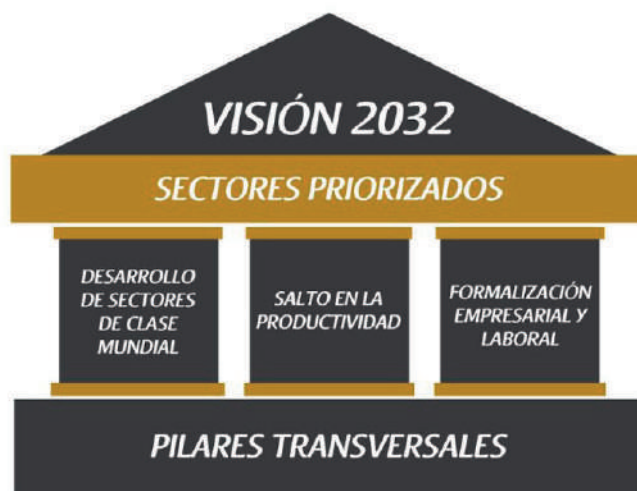 VISIÓN 2032
SECTORES PRIORIZADOS
DESARROLLO
DE SECTORES
DE CLASE
MUNDIAL
SALTO EN LA
PRODUCTIVIDAD
FORMALIZACIÓN
EMPRESARIAL Y
LABORAL
PILARES TRANSVERSALES